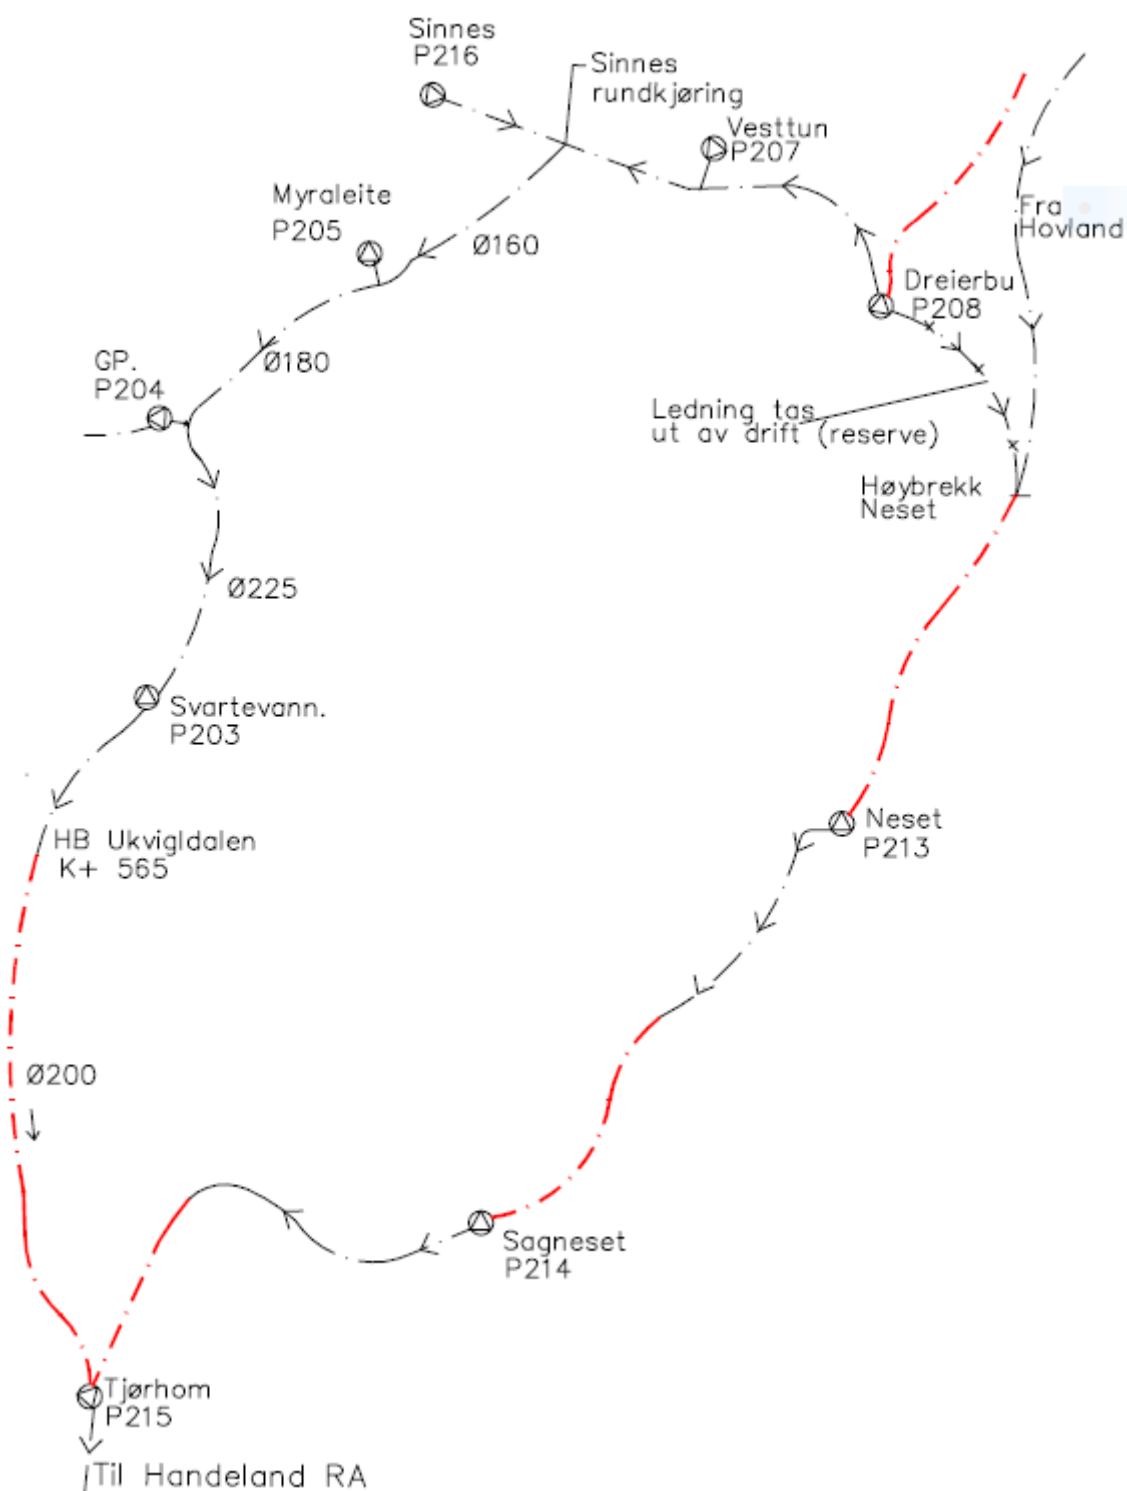 Sinnes
P216
Sinnes
rundkjøring
Vesttun
P207
Myraleite
P205
Ø160
Fra
Hovland
Dreierbu
P208
GP.
P204
Ø180
Ledning tas
ut av drift (reserve)
Høybrekk
Neset
Ø225
Svartevann.
P203
HB Ukvigldalen
K+ 565
Neset
P213
Ø200
Sagneset
P214
Tjørhom
P215
Til Handeland RA